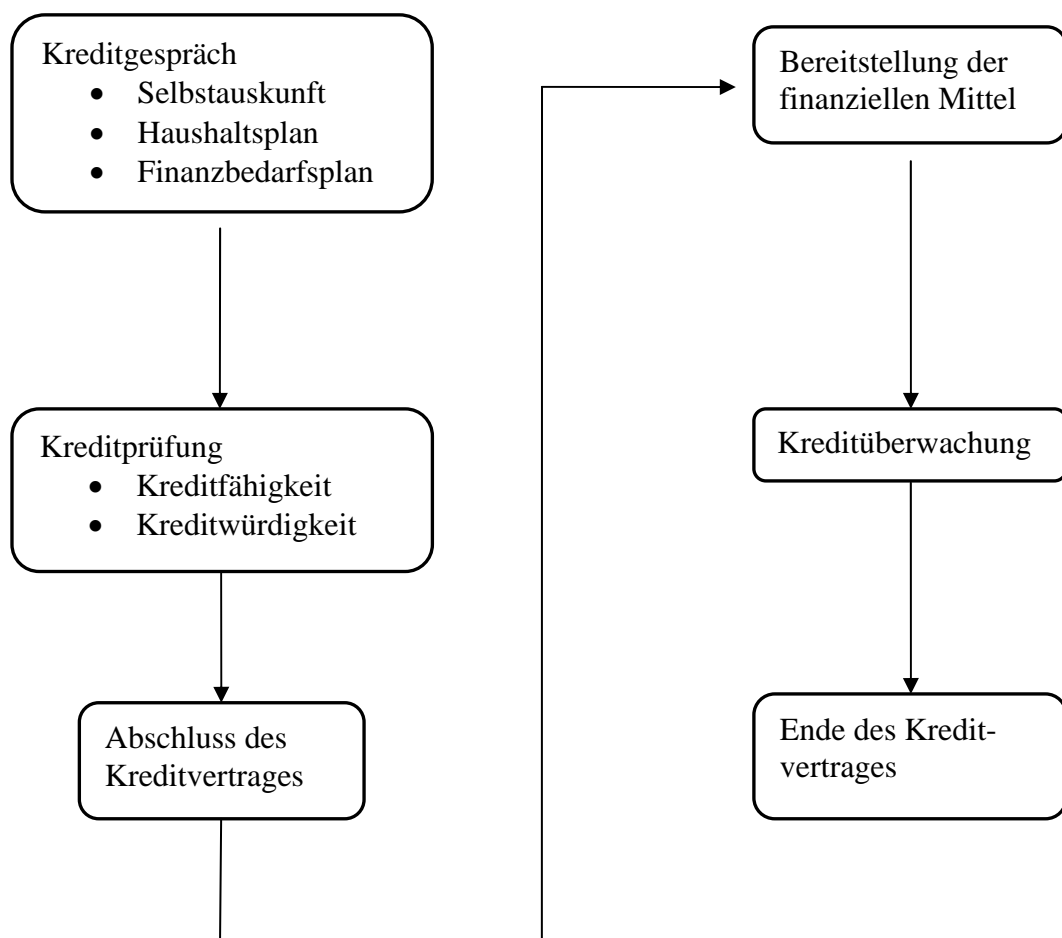 Kreditgespräch
• Selbstauskunft
• Haushaltsplan
• Finanzbedarfsplan
Kreditprüfung
• Kreditfähigkeit
• Kreditwürdigkeit
Abschluss des
Kreditvertrages
Bereitstellung der
finanziellen Mittel
Kreditüberwachung
Ende des Kredit-
vertrages